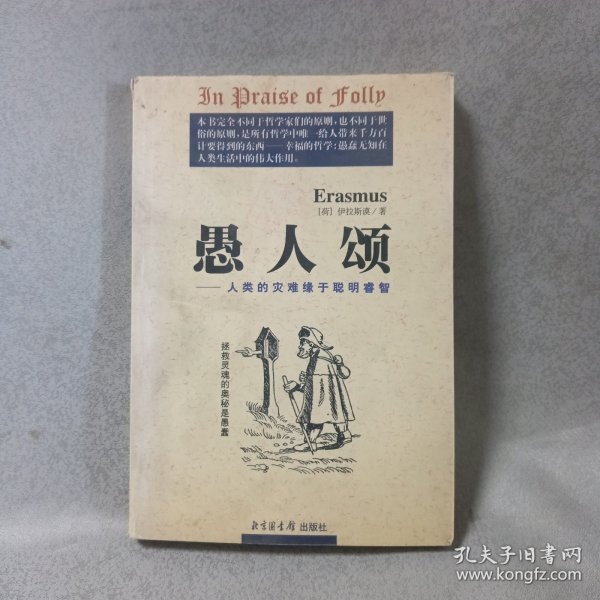 In Praise of Folly
本书完全不同于哲学家们的原则,也不同于世
俗的原则,是所有哲学中唯一给人带来千方百
计要得到的东西——幸福的哲学:愚蠢无知在
人类生活中的伟大作用。
Erasmus
[荷] 伊拉斯谟/著
愚人颂
——人类的灾难缘于聪明睿智
拯救灵魂的奥秘是愚蠢
北京图书馆出版社
孔夫子旧书网
www.kongfz.com